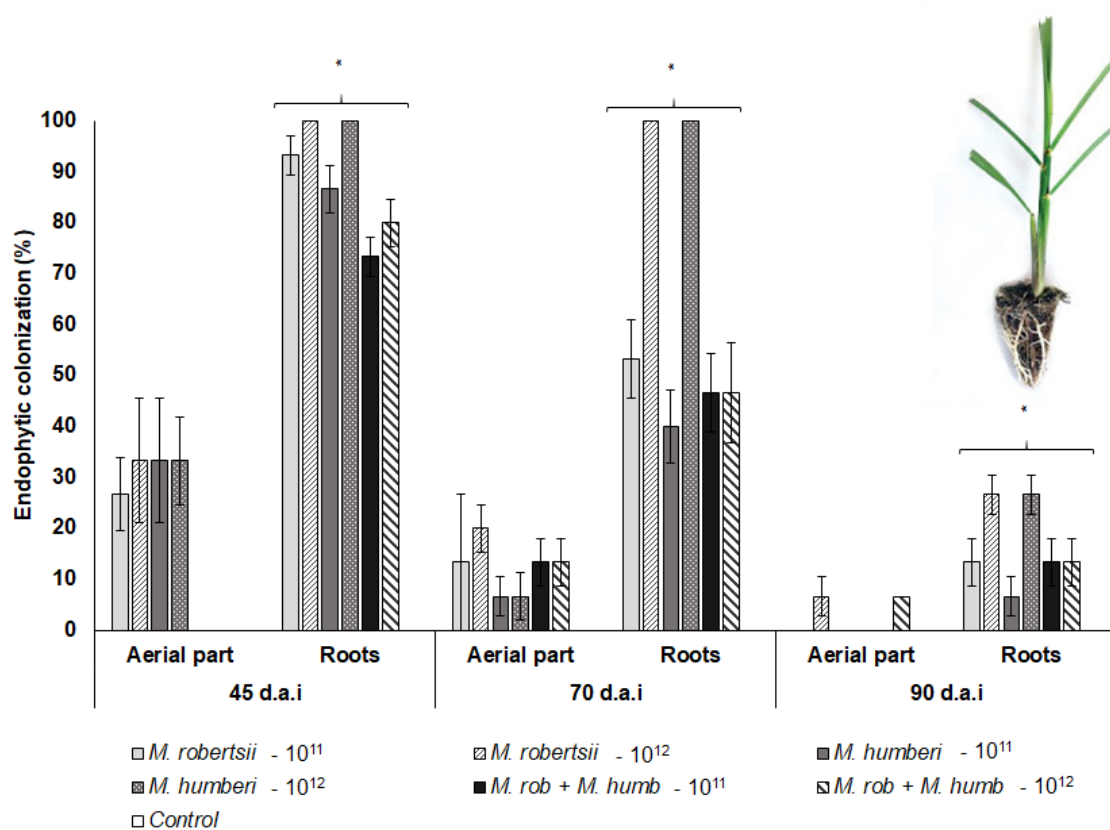 *
*
*
Endophytic colonization (%)
100
90
80
70
60
50
40
30
20
10
0
Aerial part Roots Aerial part Roots Aerial part Roots
45 d.a.i 70 d.a.i 90 d.a.i
M. robertsii - 10¹¹ M. robertsii - 10¹² M. humberi - 10¹¹
M. humberi - 10¹² M. rob + M. humb - 10¹¹ M. rob + M. humb - 10¹²
Control